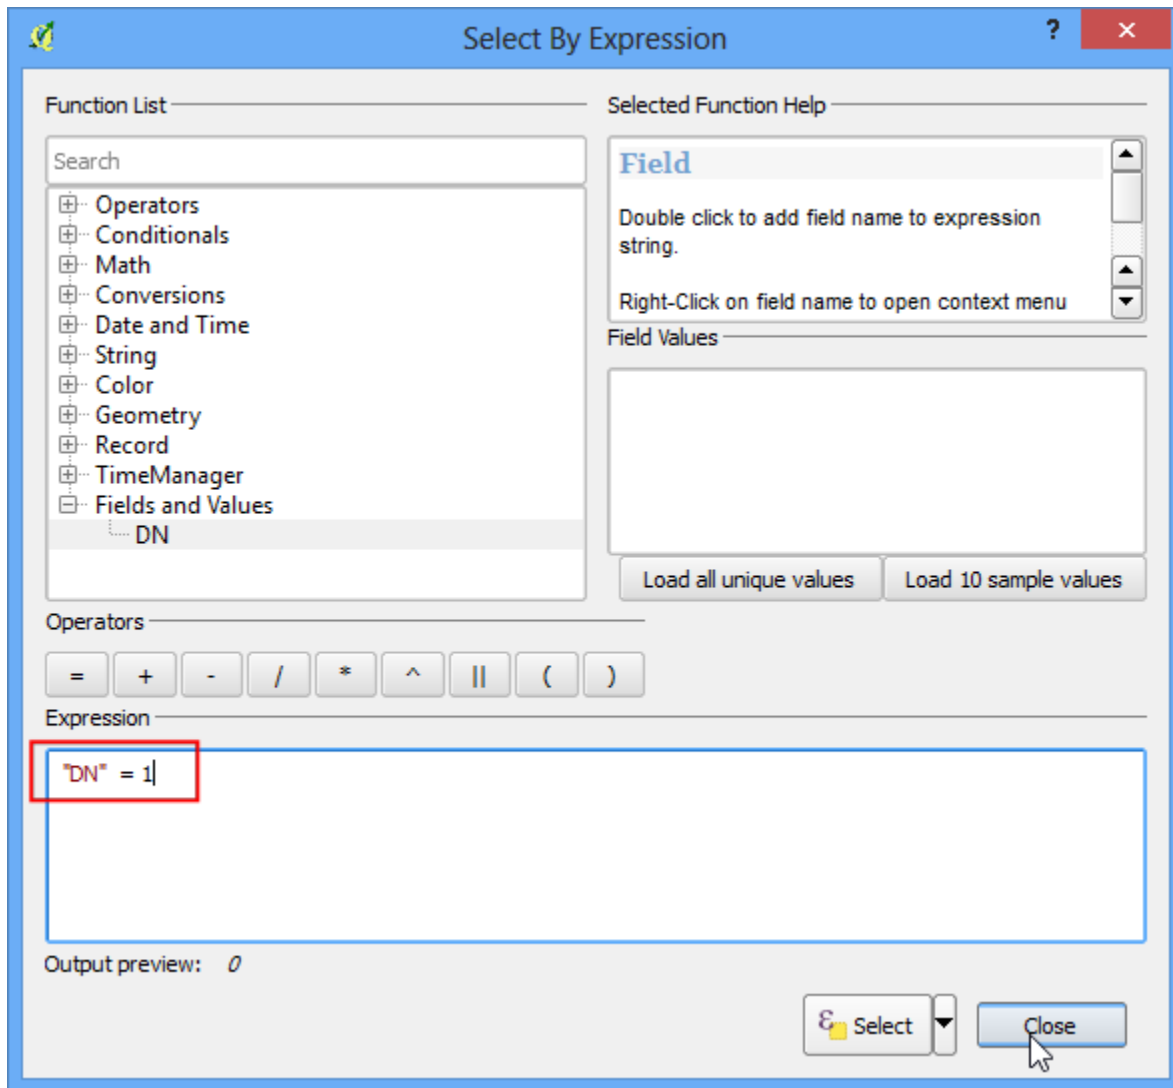 Select By Expression
?
×
Function List
Search
Operators
Conditionals
Math
Conversions
Date and Time
String
Color
Geometry
Record
TimeManager
Fields and Values
DN
Selected Function Help
Field
Double click to add field name to expression
string.
Right-Click on field name to open context menu
Field Values
Load all unique values Load 10 sample values
Operators
= + - / * ^ || ( )
Expression
"DN" = 1
Output preview: 0
ε Select Close